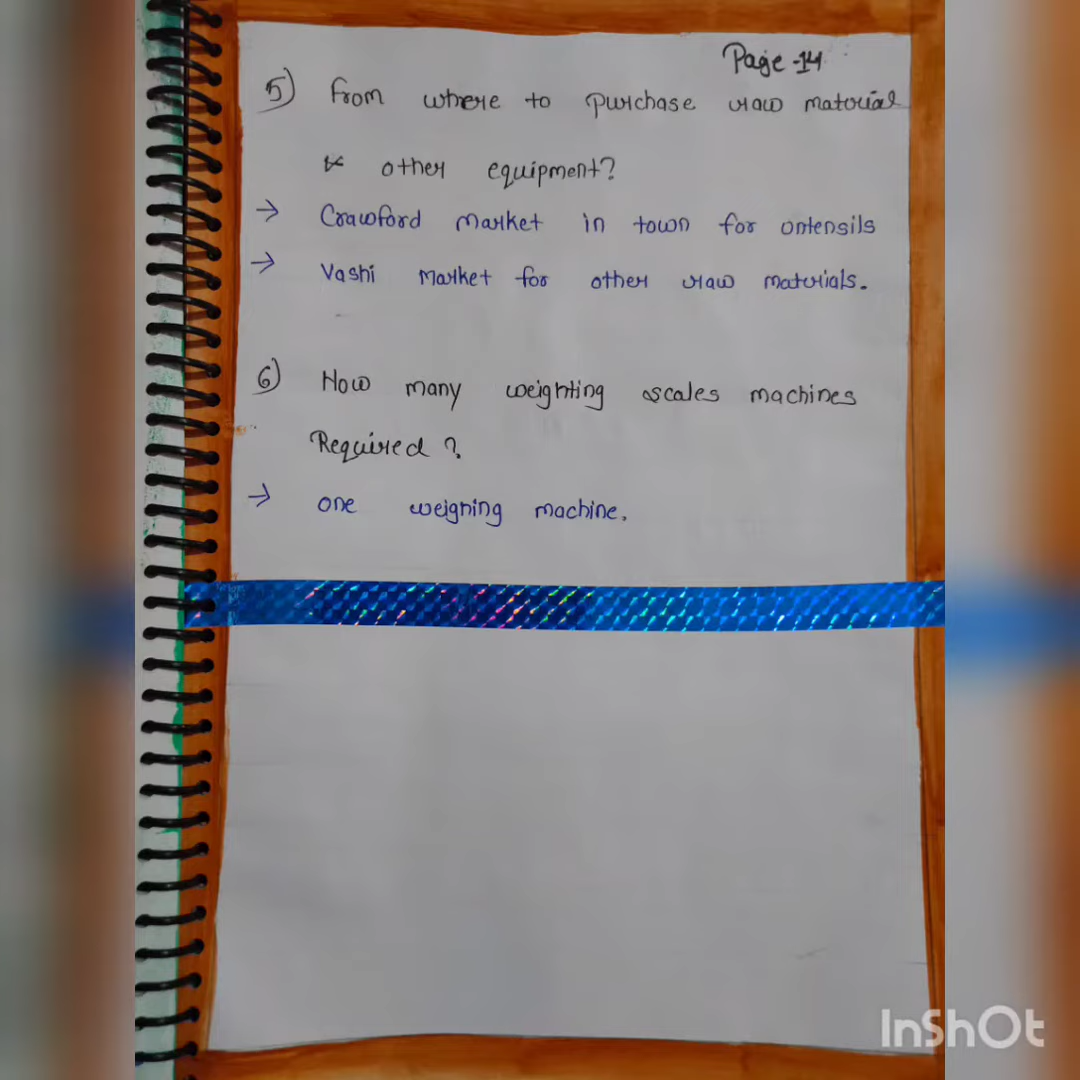 Page -14
5) from where to purchase raw material
& other equipment?
→ Crawford market in town for ontensils
→ Vashi market for other raw materials.
6) How many weighting scales machines
Required ?
→ one weighing machine.
InShOt